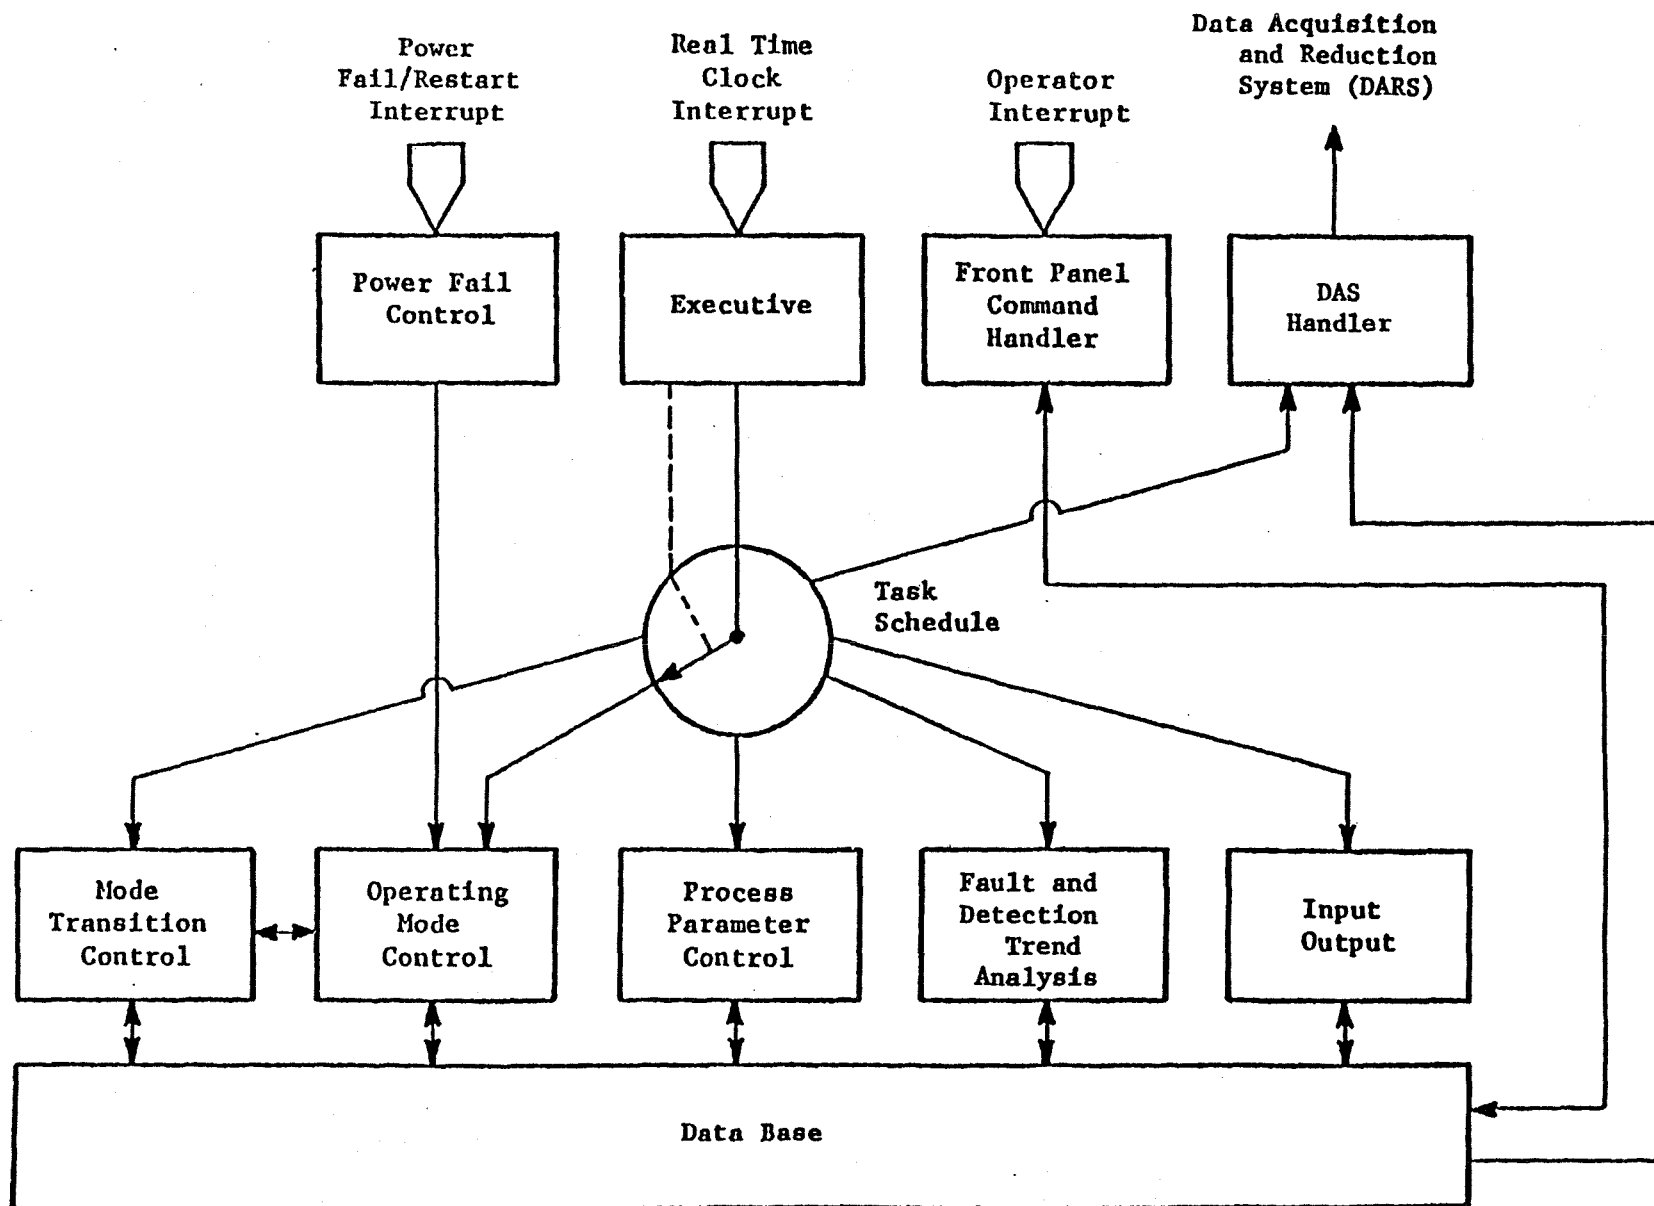 Power
Fail/Restart
Interrupt
Real Time
Clock
Interrupt
Operator
Interrupt
Data Acquisition
and Reduction
System (DARS)
Power Fail
Control
Executive
Front Panel
Command
Handler
DAS
Handler
Task
Schedule
Mode
Transition
Control
Operating
Mode
Control
Process
Parameter
Control
Fault and
Detection
Trend
Analysis
Input
Output
Data Base